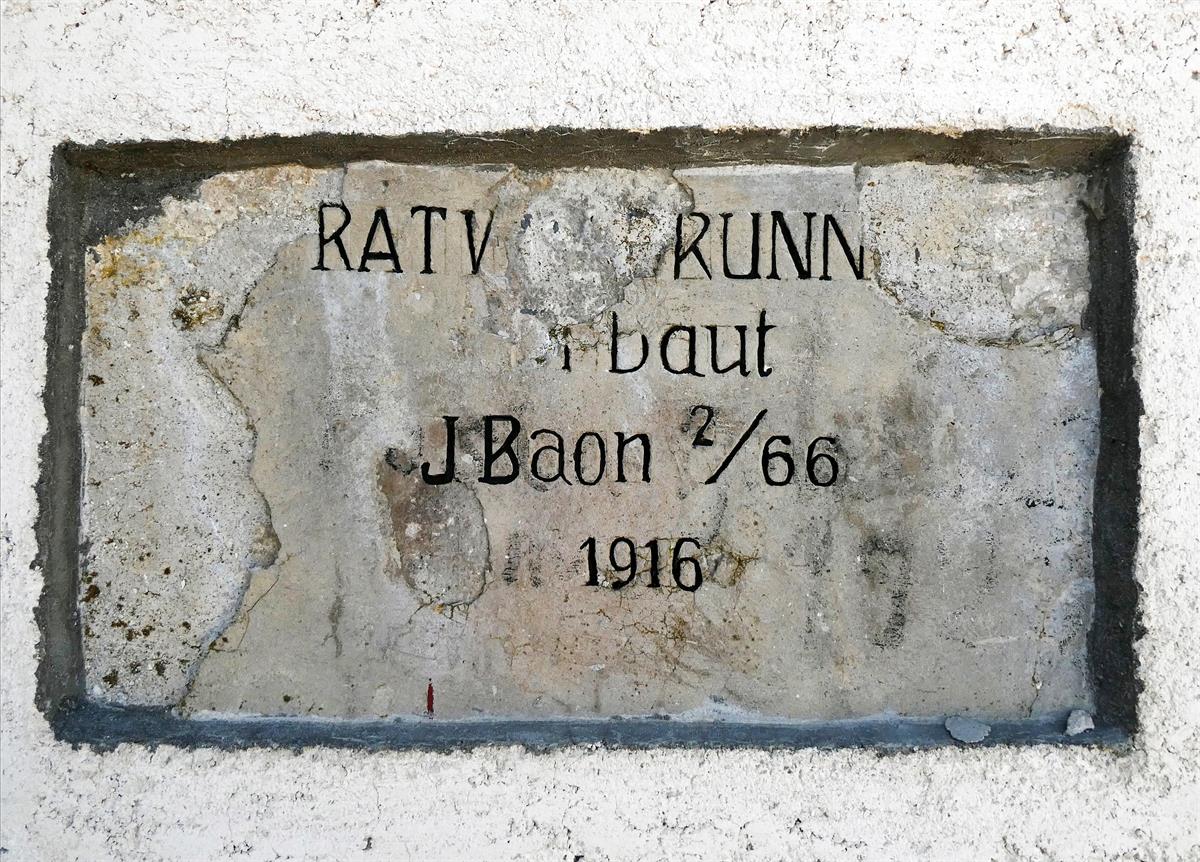 RATV RUNN
baut
J Baon 2/66
1916